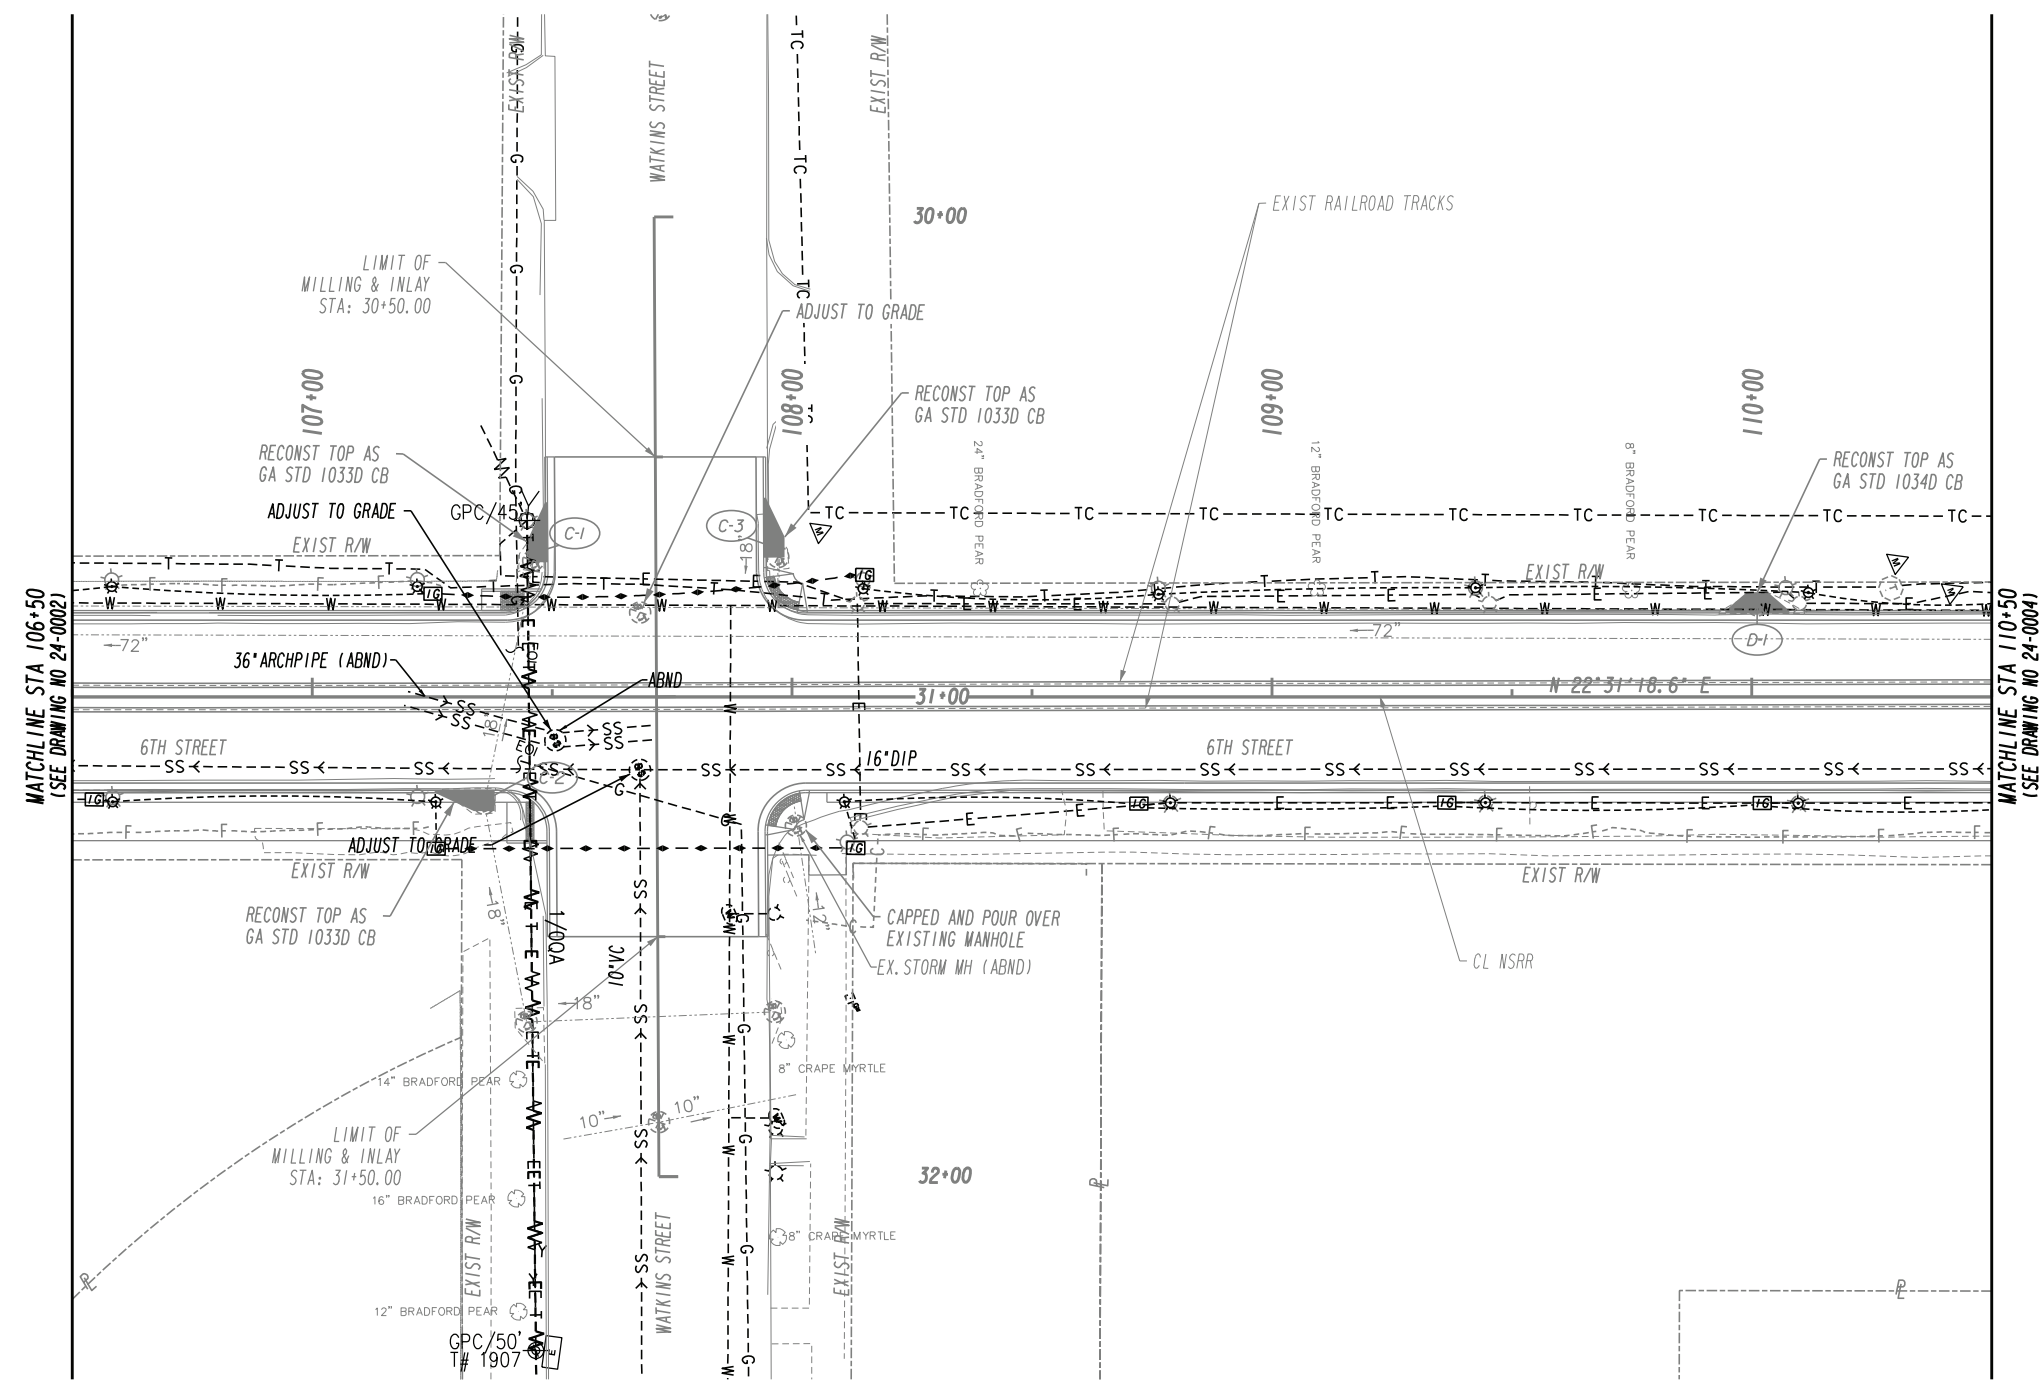 EXIST R/W
WATKINS STREET
EXIST R/W
30+00
EXIST RAILROAD TRACKS
LIMIT OF
MILLING & INLAY
STA: 30+50.00
ADJUST TO GRADE
107+00
108+00
109+00
110+00
RECONST TOP AS
GA STD 1033D CB
RECONST TOP AS
GA STD 1033D CB
RECONST TOP AS
GA STD 1034D CB
24" BRADFORD PEAR
12" BRADFORD PEAR
8" BRADFORD PEAR
ADJUST TO GRADE
GPC/45'
C-1
C-3
18"
EXIST R/W
EXIST R/W
D-1
MATCHLINE STA 106+50
(SEE DRAWING NO 24-0002)
MATCHLINE STA 110+50
(SEE DRAWING NO 24-0004)
72"
72"
36"ARCHPIPE (ABND)
ABND
31+00
N 22°31'18.6" E
18"
6TH STREET
6TH STREET
16"DIP
C-2
ADJUST TO GRADE
EXIST R/W
EXIST R/W
RECONST TOP AS
GA STD 1033D CB
18"
1/0QA
10"VC
12"
CAPPED AND POUR OVER
EXISTING MANHOLE
EX. STORM MH (ABND)
CL NSRR
18"
14" BRADFORD PEAR
8" CRAPE MYRTLE
10"
10"
LIMIT OF
MILLING & INLAY
STA: 31+50.00
32+00
16" BRADFORD PEAR
8" CRAPE MYRTLE
EXIST R/W
WATKINS STREET
EXIST R/W
12" BRADFORD PEAR
GPC/50'
T# 1907